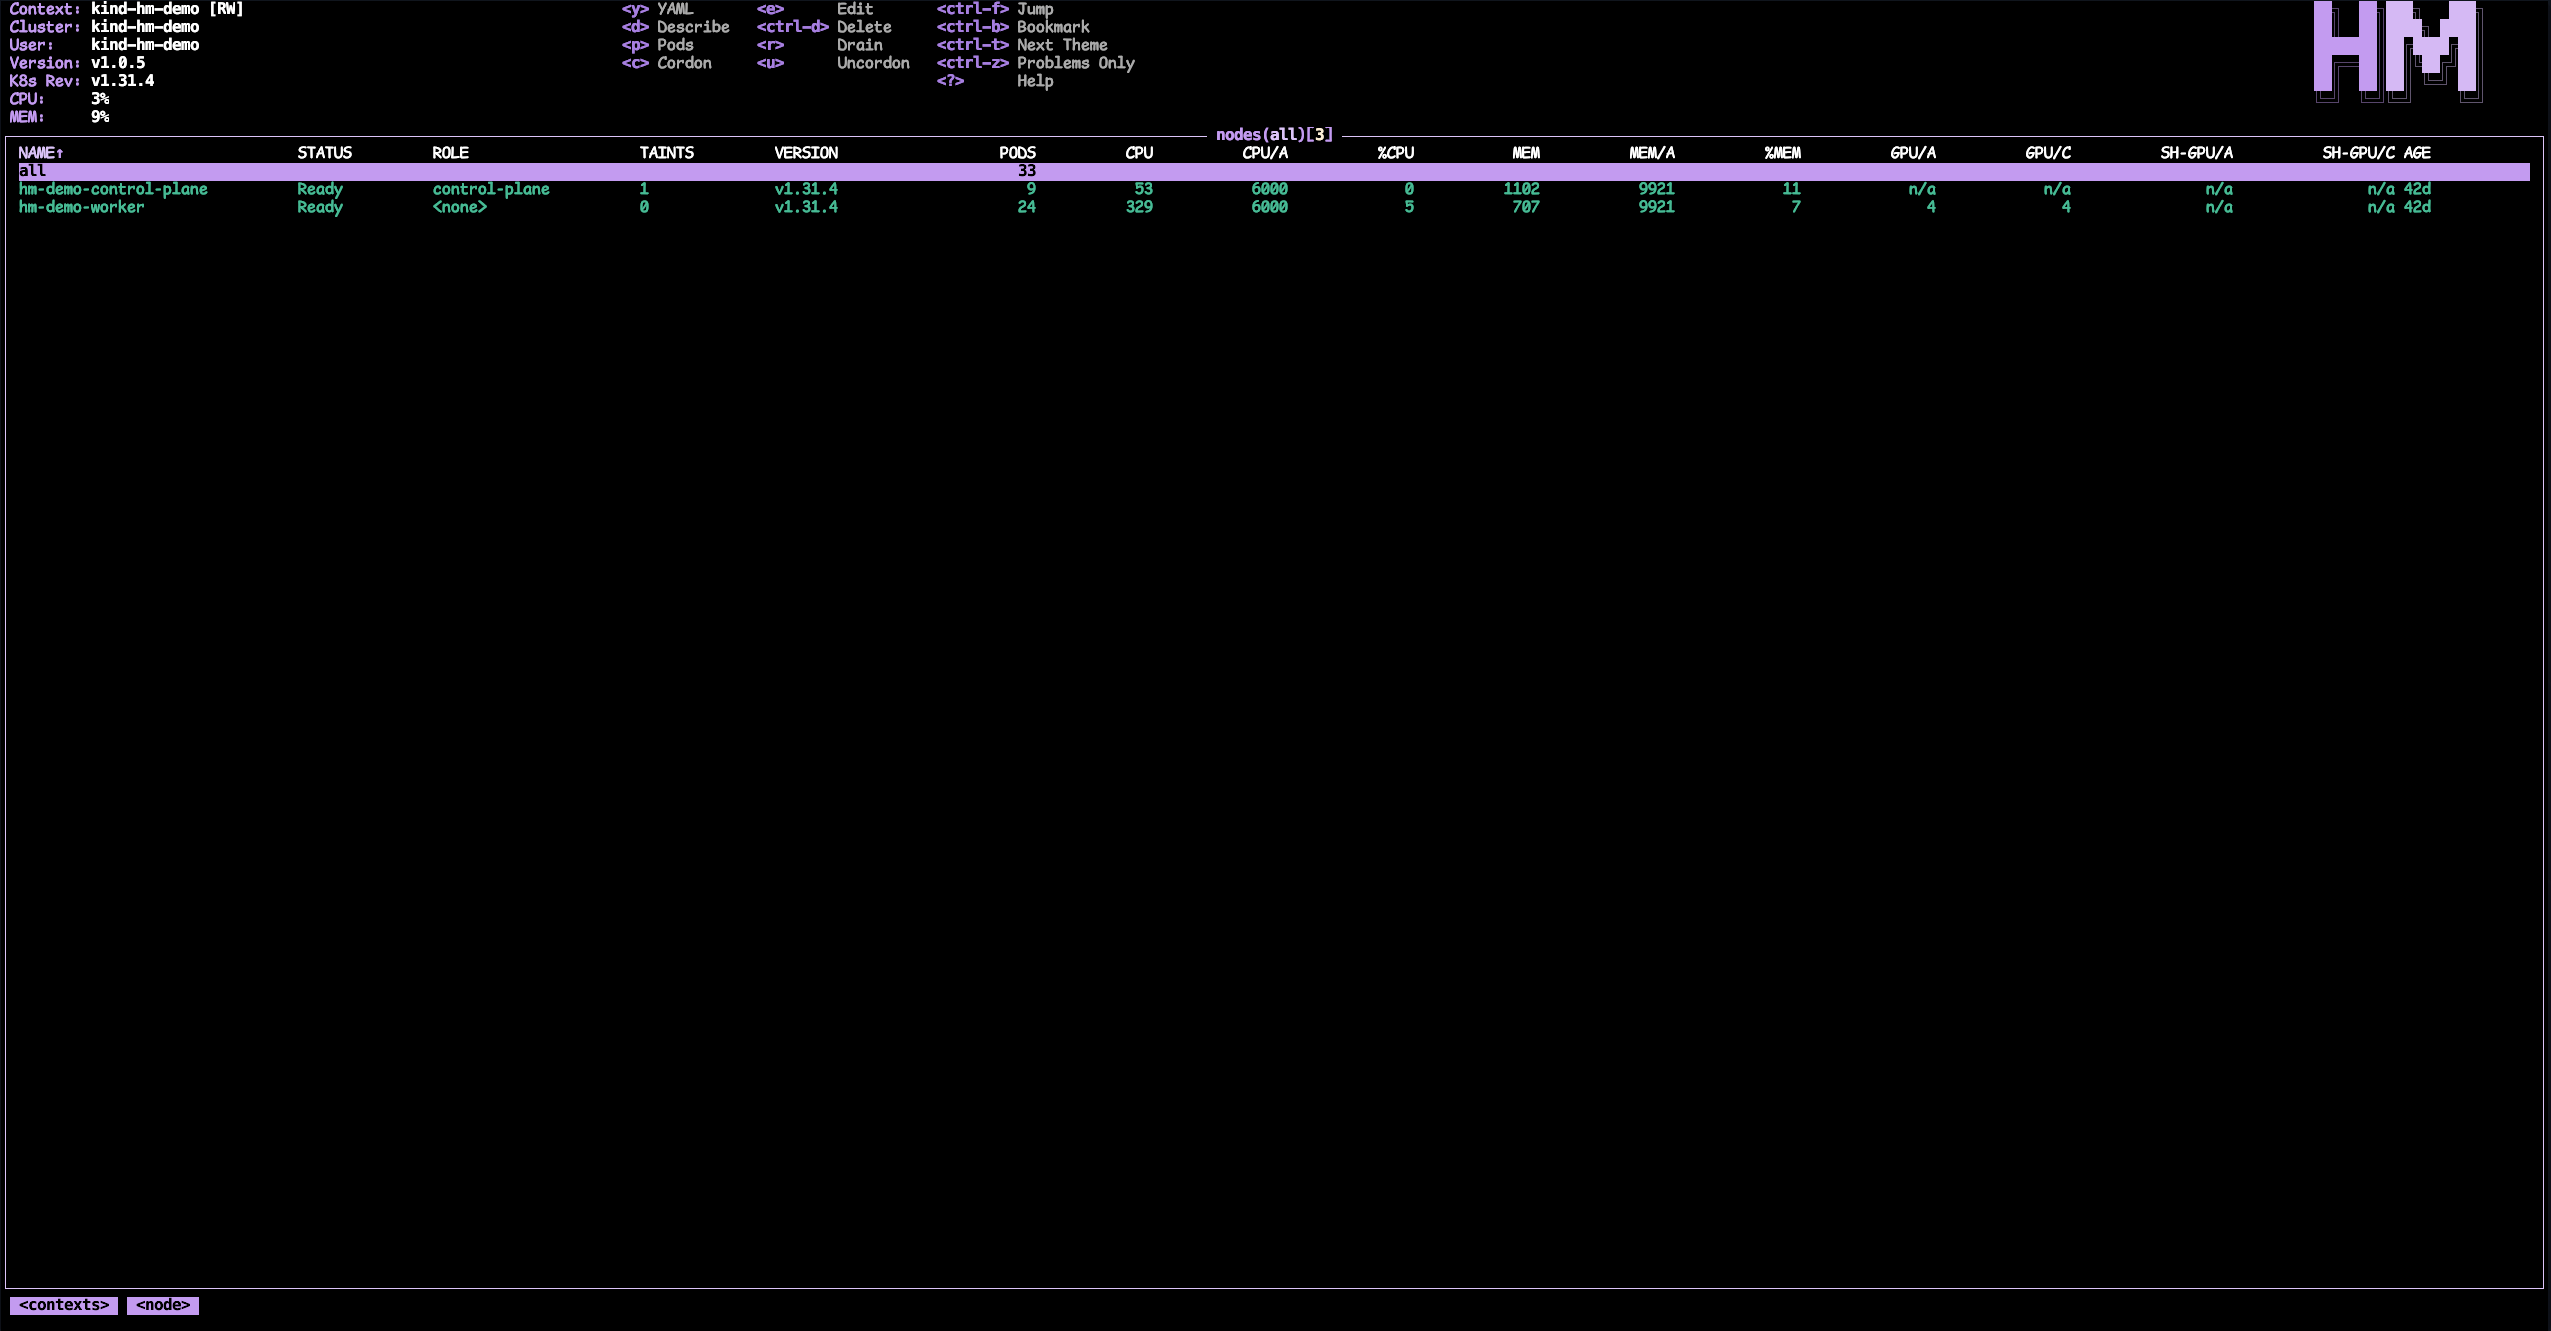 Context: kind-hm-demo [RW] <y> YAML <e> Edit <ctrl-f> Jump
Cluster: kind-hm-demo <d> Describe <ctrl-d> Delete <ctrl-b> Bookmark
User: kind-hm-demo <p> Pods <r> Drain <ctrl-t> Next Theme
Version: v1.0.5 <c> Cordon <u> Uncordon <ctrl-z> Problems Only
K8s Rev: v1.31.4 <?> Help
CPU: 3%
MEM: 9%
HM
nodes(all)[3]
NAME↑ STATUS ROLE TAINTS VERSION PODS CPU CPU/A %CPU MEM MEM/A %MEM GPU/A GPU/C SH-GPU/A SH-GPU/C AGE
all 33
hm-demo-control-plane Ready control-plane 1 v1.31.4 9 53 6000 0 1102 9921 11 n/a n/a n/a n/a 42d
hm-demo-worker Ready <none> 0 v1.31.4 24 329 6000 5 707 9921 7 4 4 n/a n/a 42d
<contexts> <node>